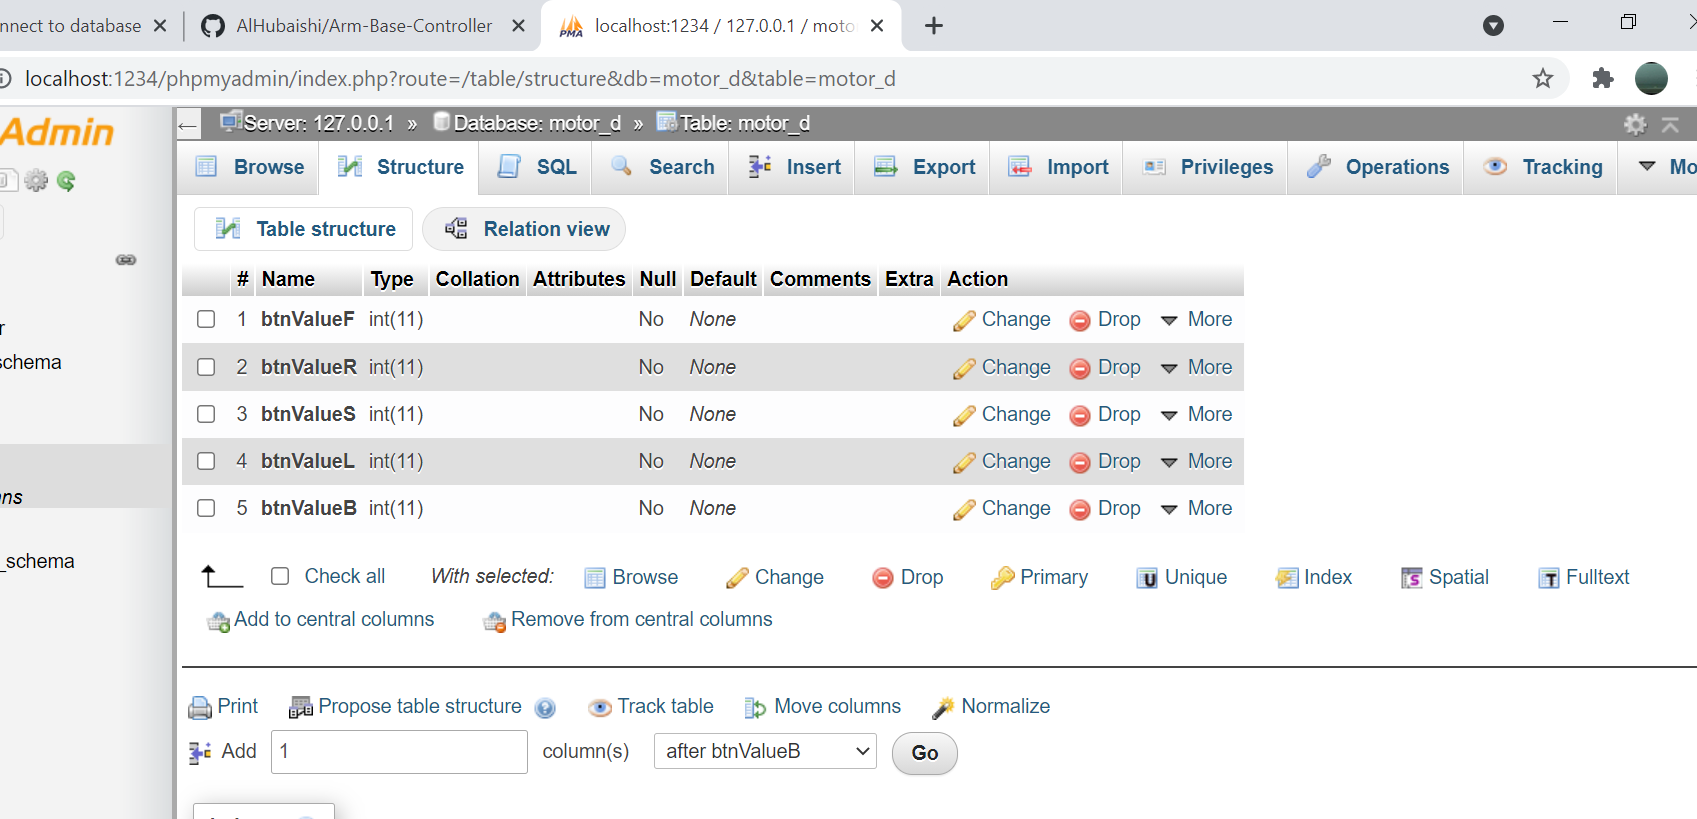 nnect to database AlHubaishi/Arm-Base-Controller PMA localhost:1234 / 127.0.0.1 / moto
localhost:1234/phpmyadmin/index.php?route=/table/structure&db=motor_d&table=motor_d
Admin
Server: 127.0.0.1 » Database: motor_d » Table: motor_d
Browse Structure SQL Search Insert Export Import Privileges Operations Tracking Mo
Table structure Relation view
# Name Type Collation Attributes Null Default Comments Extra Action
1 btnValueF int(11) No None Change Drop More
r
2 btnValueR int(11) No None Change Drop More
schema
3 btnValueS int(11) No None Change Drop More
4 btnValueL int(11) No None Change Drop More
ns
5 btnValueB int(11) No None Change Drop More
_schema
Check all With selected: Browse Change Drop Primary Unique Index Spatial Fulltext
Add to central columns Remove from central columns
Print Propose table structure Track table Move columns Normalize
Add 1 column(s) after btnValueB Go